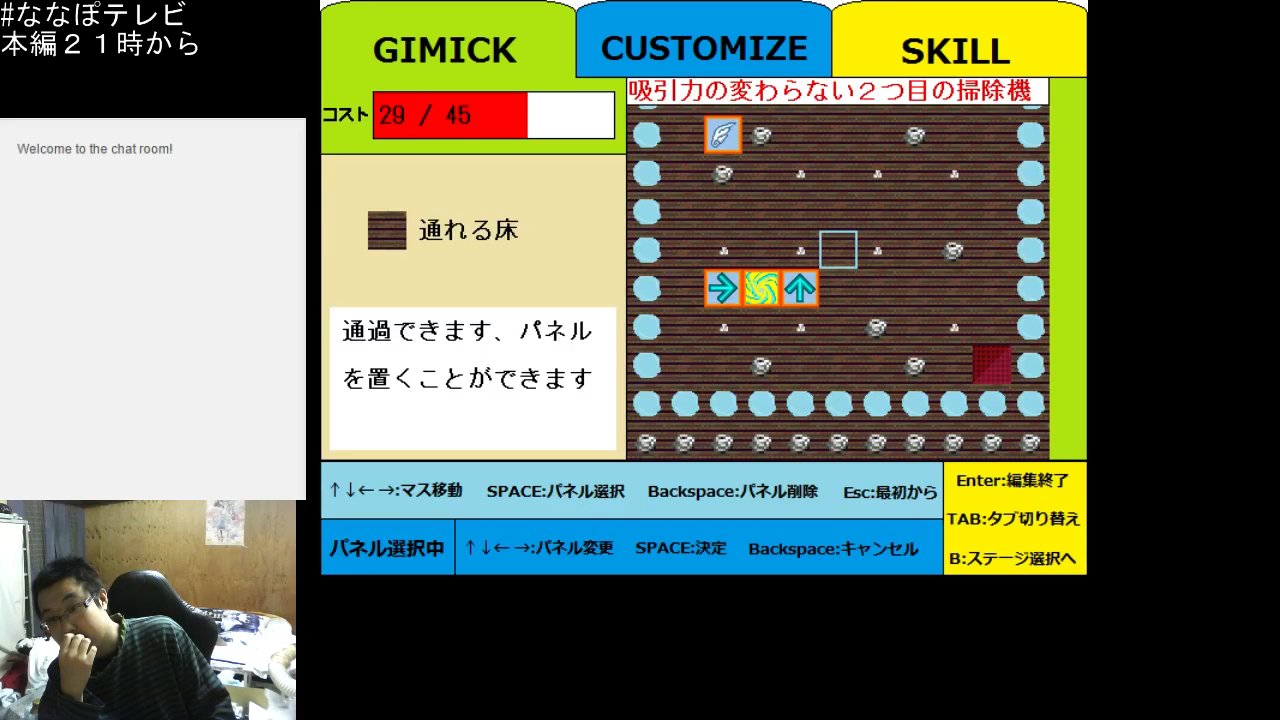 #ななぽテレビ
本編２１時から
Welcome to the chat room!
GIMICK
CUSTOMIZE
SKILL
コスト
29 / 45
吸引力の変わらない２つ目の掃除機
通れる床
通過できます、パネル
を置くことができます
↑↓←→:マス移動
SPACE:パネル選択
Backspace:パネル削除
Esc:最初から
パネル選択中
↑↓←→:パネル変更
SPACE:決定
Backspace:キャンセル
Enter:編集終了
TAB:タブ切り替え
B:ステージ選択へ